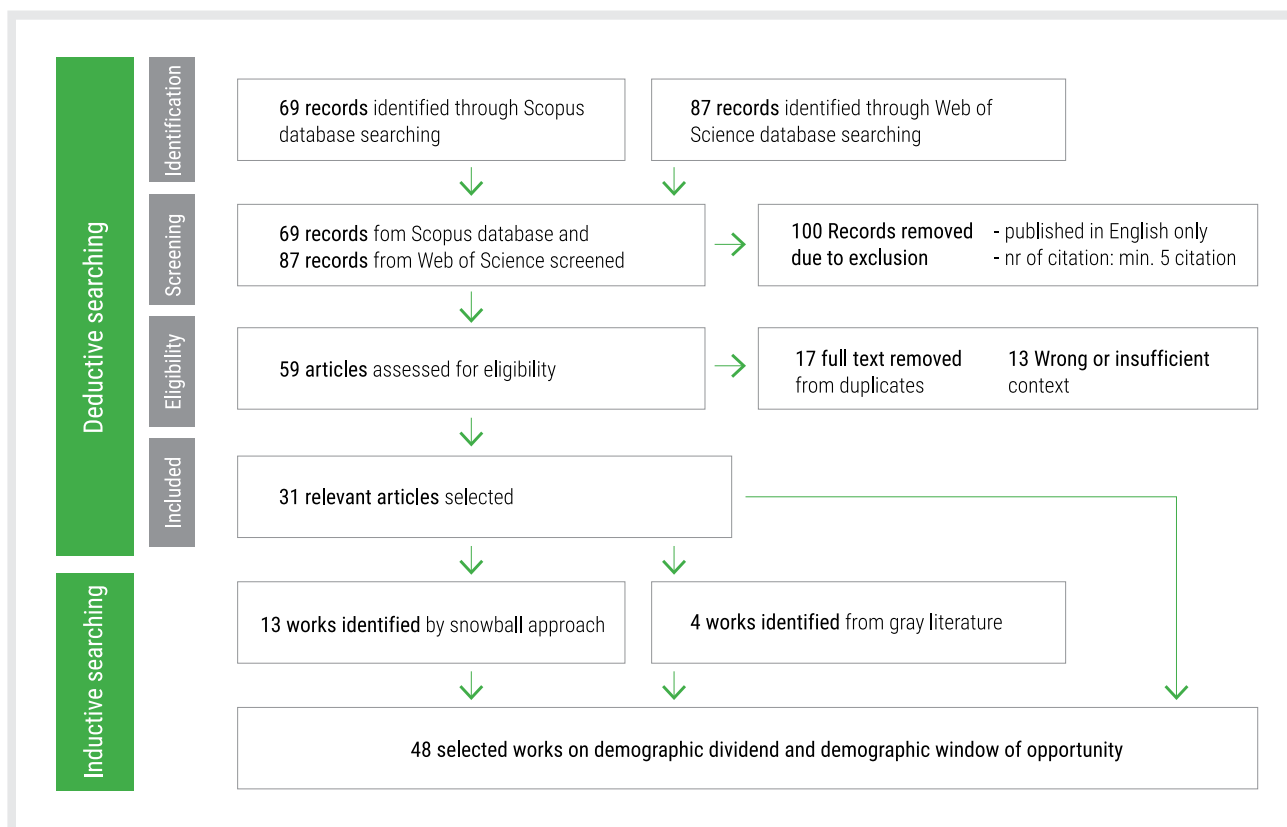 Deductive searching
Identification
69 records identified through Scopus
database searching
87 records identified through Web of
Science database searching
Screening
69 records fom Scopus database and
87 records from Web of Science screened
100 Records removed
due to exclusion
- published in English only
- nr of citation: min. 5 citation
Eligibility
59 articles assessed for eligibility
17 full text removed
from duplicates
13 Wrong or insufficient
context
Included
31 relevant articles selected
Inductive searching
13 works identified by snowball approach
4 works identified from gray literature
48 selected works on demographic dividend and demographic window of opportunity